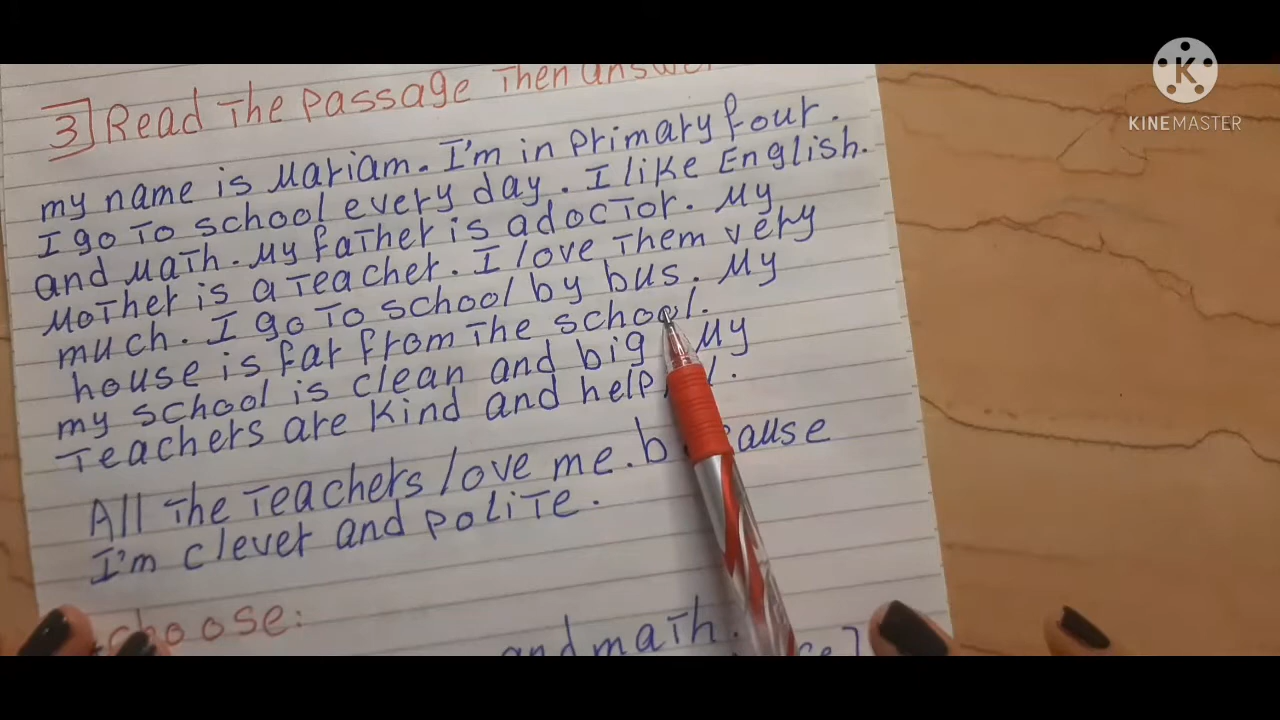 3] Read The passage Then answer
my name is Mariam. I'm in primary four.
I go To school every day. I like English.
and Math. My father is a doctor. My
Mother is a Teacher. I love Them very
much. I go To school by bus. My
house is far from The school.
my school is clean and big. My
Teachers are kind and helpful.
All The Teachers love me. because
I'm clever and polite.
choose:
and math.
K
KINEMASTER